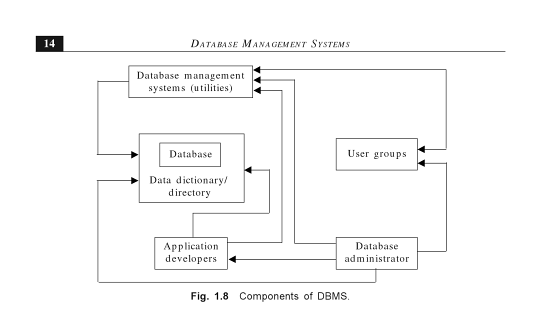 14
DATABASE MANAGEMENT SYSTEMS
Database management
systems (utilities)
Database
Data dictionary/
directory
User groups
Application
developers
Database
administrator
Fig. 1.8 Components of DBMS.